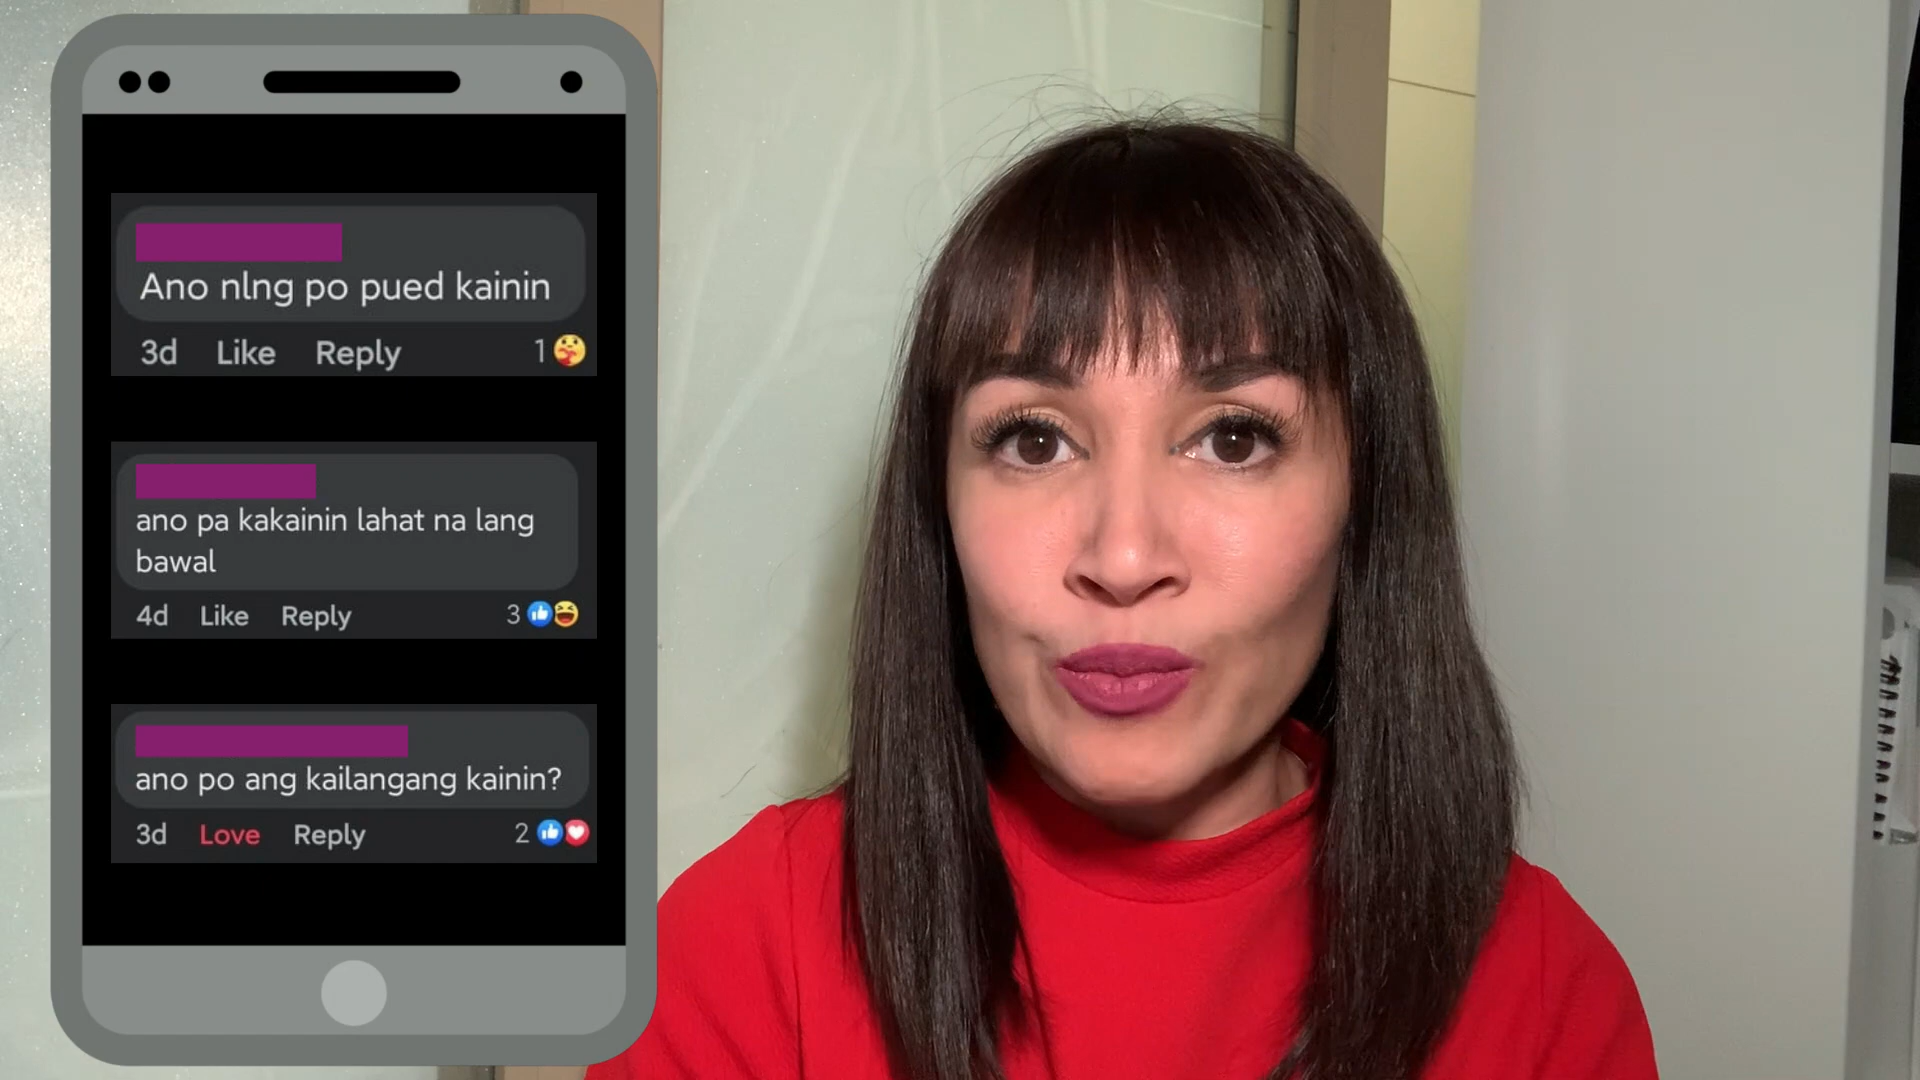 Ano nlng po pued kainin
3d Like Reply 1
ano pa kakainin lahat na lang
bawal
4d Like Reply 3
ano po ang kailangang kainin?
3d Love Reply 2